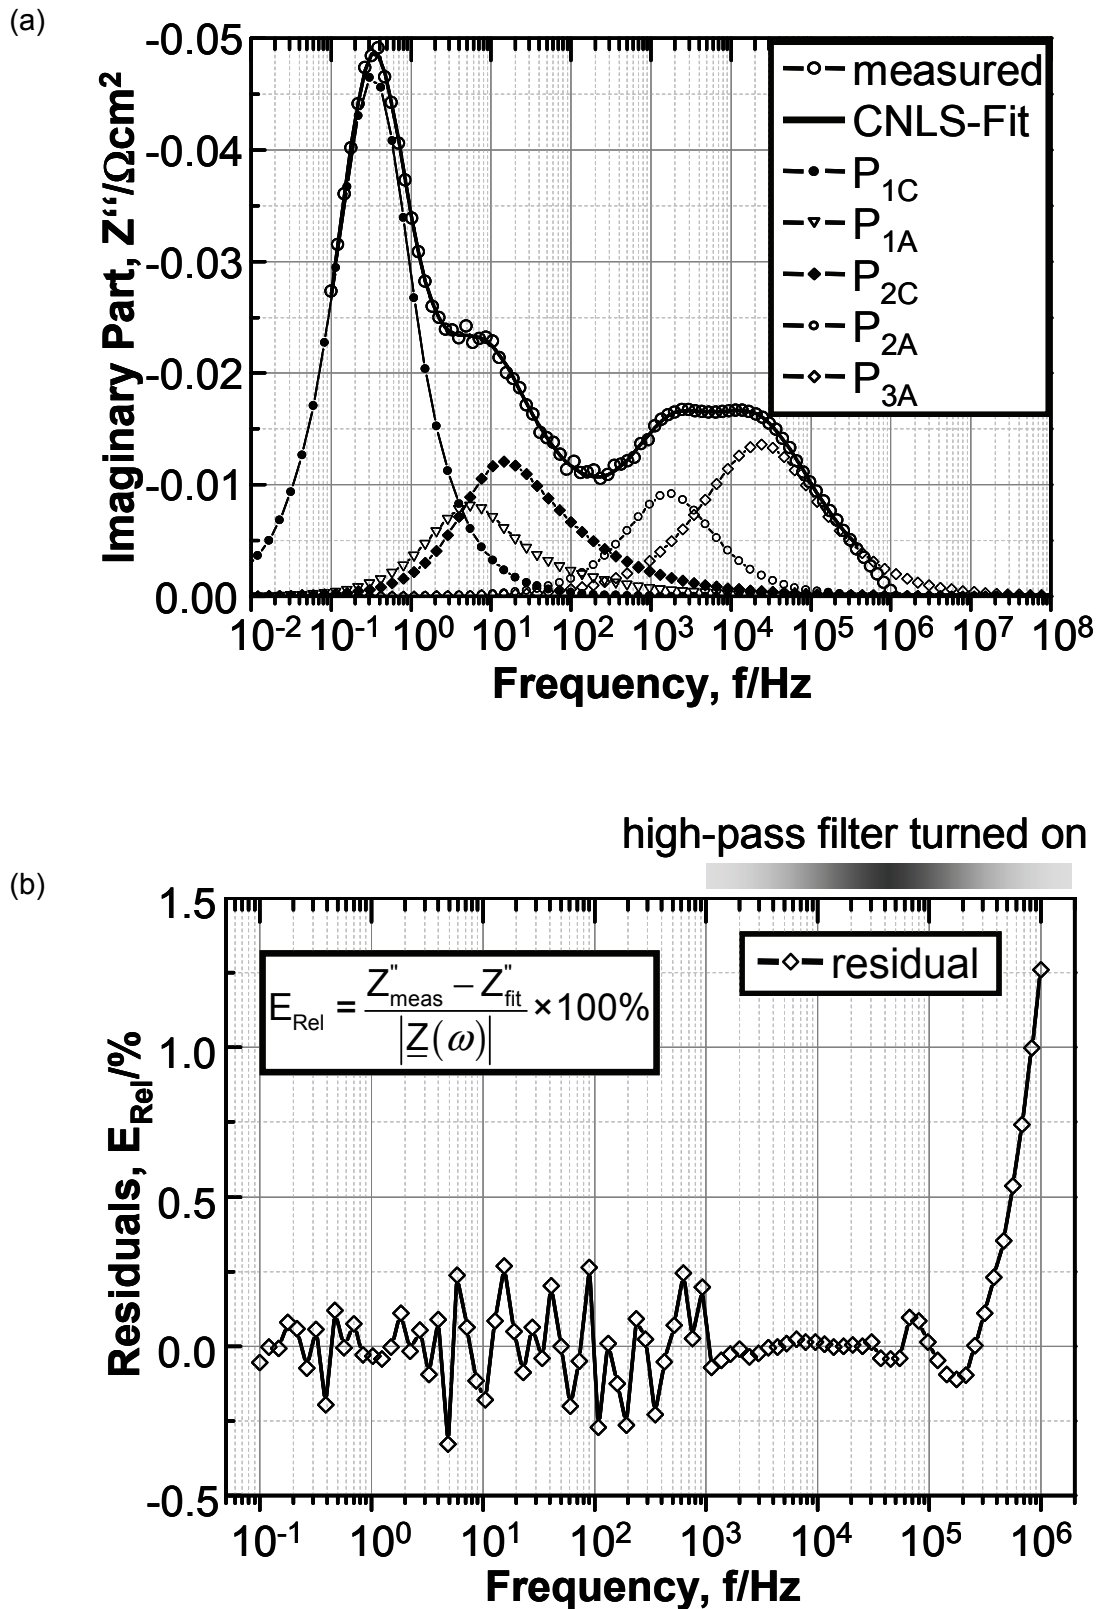 (a)
-0.05
-0.04
-0.03
-0.02
-0.01
0.00
Imaginary Part, Z“/Ωcm²
measured
CNLS-Fit
P1C
P1A
P2C
P2A
P3A
10-2 10-1 100 101 102 103 104 105 106 107 108
Frequency, f/Hz
high-pass filter turned on
(b)
1.5
1.0
0.5
0.0
-0.5
Residuals, ERel/%
ERel = Z"meas − Z"fit / |Z(ω)| ×100%
residual
10-1 100 101 102 103 104 105 106
Frequency, f/Hz